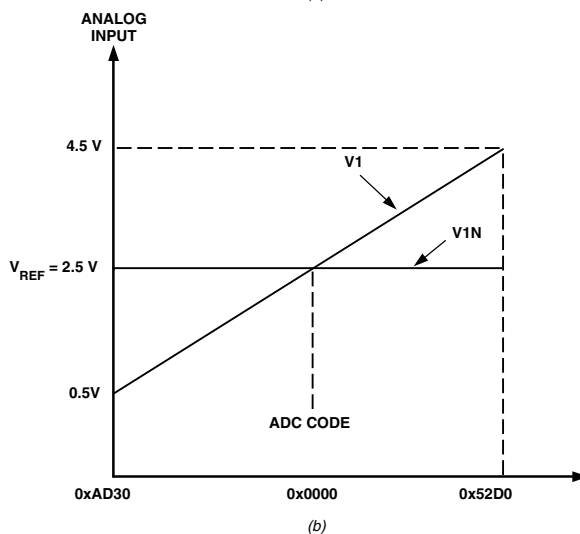 ANALOG
INPUT
4.5 V
V1
V1N
VREF = 2.5 V
0.5V
ADC CODE
0xAD30 0x0000 0x52D0
(b)